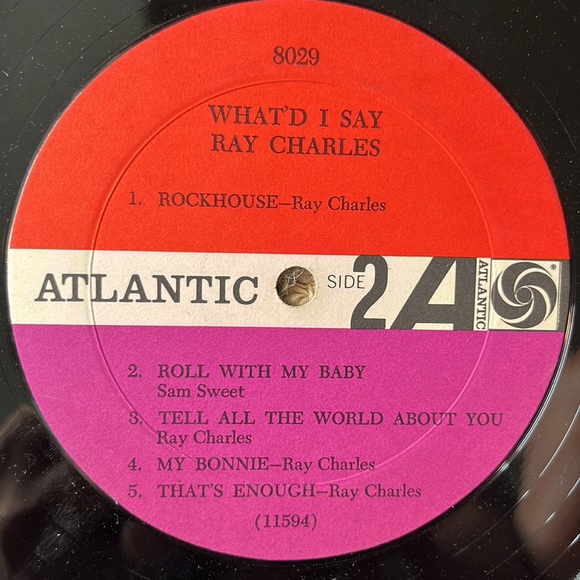 8029
WHAT'D I SAY
RAY CHARLES
1. ROCKHOUSE—Ray Charles
ATLANTIC SIDE 2 A ATLANTIC ®
2. ROLL WITH MY BABY
Sam Sweet
3. TELL ALL THE WORLD ABOUT YOU
Ray Charles
4. MY BONNIE—Ray Charles
5. THAT'S ENOUGH—Ray Charles
(11594)